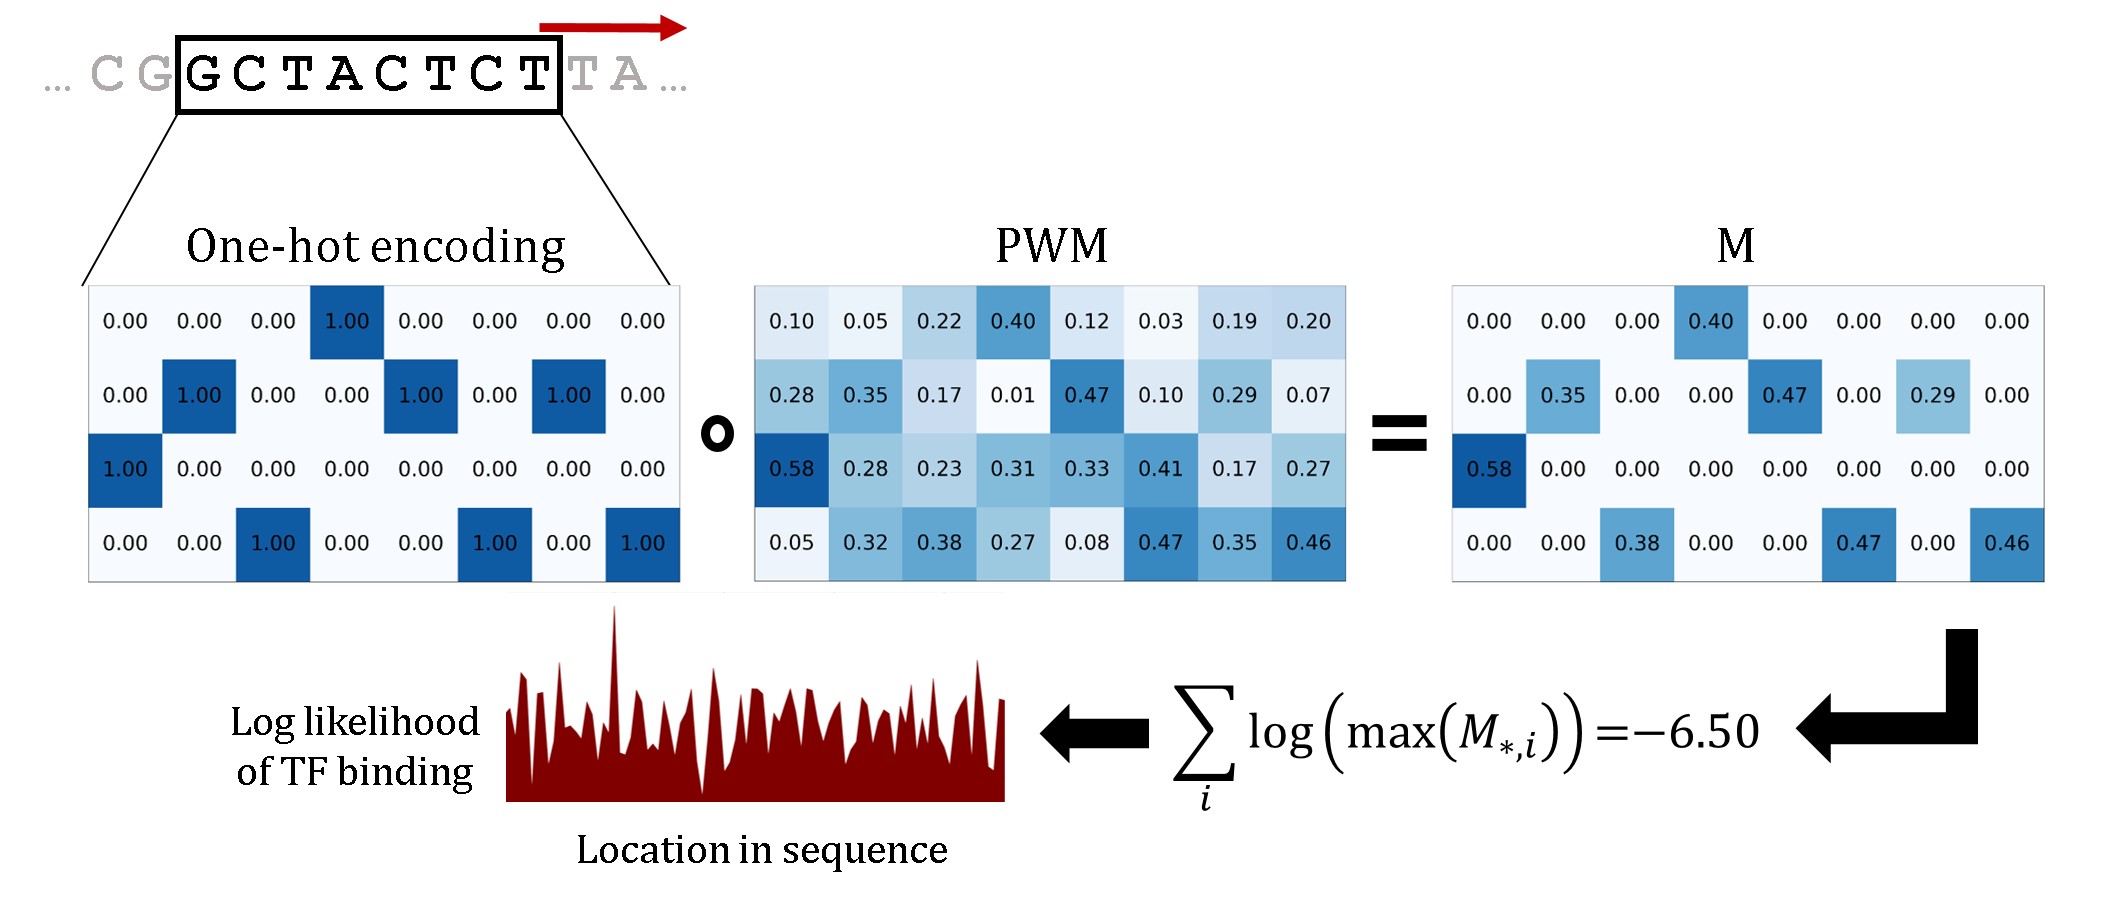 ... C G G C T A C T C T T A ...
One-hot encoding
PWM
M
0.00 0.00 0.00 1.00 0.00 0.00 0.00 0.00
0.00 1.00 0.00 0.00 1.00 0.00 1.00 0.00
1.00 0.00 0.00 0.00 0.00 0.00 0.00 0.00
0.00 0.00 1.00 0.00 0.00 1.00 0.00 1.00
∘
0.10 0.05 0.22 0.40 0.12 0.03 0.19 0.20
0.28 0.35 0.17 0.01 0.47 0.10 0.29 0.07
0.58 0.28 0.23 0.31 0.33 0.41 0.17 0.27
0.05 0.32 0.38 0.27 0.08 0.47 0.35 0.46
=
0.00 0.00 0.00 0.40 0.00 0.00 0.00 0.00
0.00 0.35 0.00 0.00 0.47 0.00 0.29 0.00
0.58 0.00 0.00 0.00 0.00 0.00 0.00 0.00
0.00 0.00 0.38 0.00 0.00 0.47 0.00 0.46
∑i log(max(M∗,i)) =−6.50
Log likelihood
of TF binding
Location in sequence